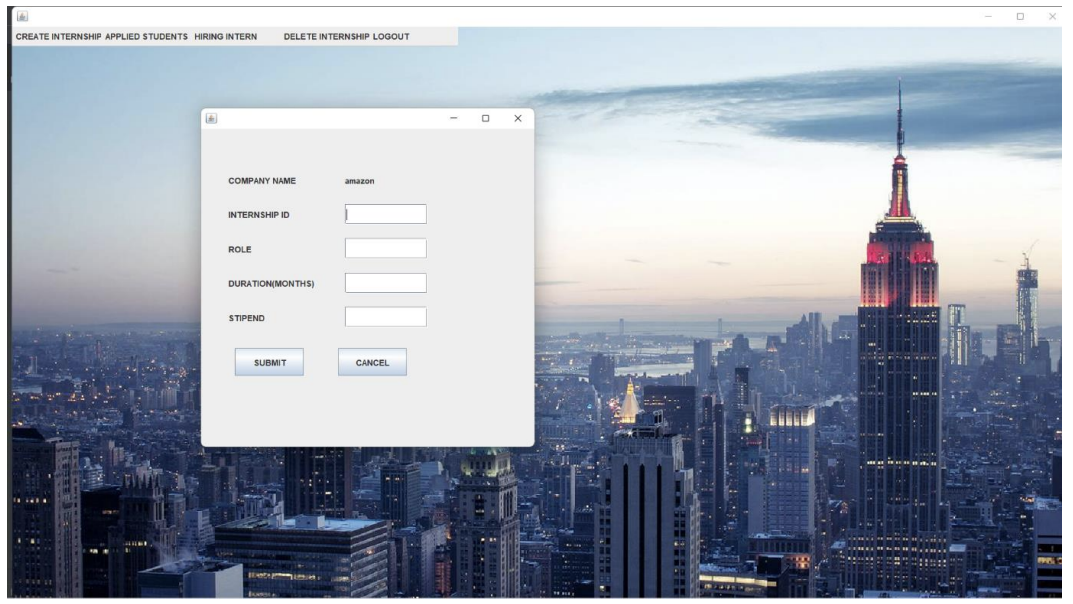 CREATE INTERNSHIP APPLIED STUDENTS HIRING INTERN DELETE INTERNSHIP LOGOUT
COMPANY NAME amazon
INTERNSHIP ID
ROLE
DURATION(MONTHS)
STIPEND
SUBMIT CANCEL